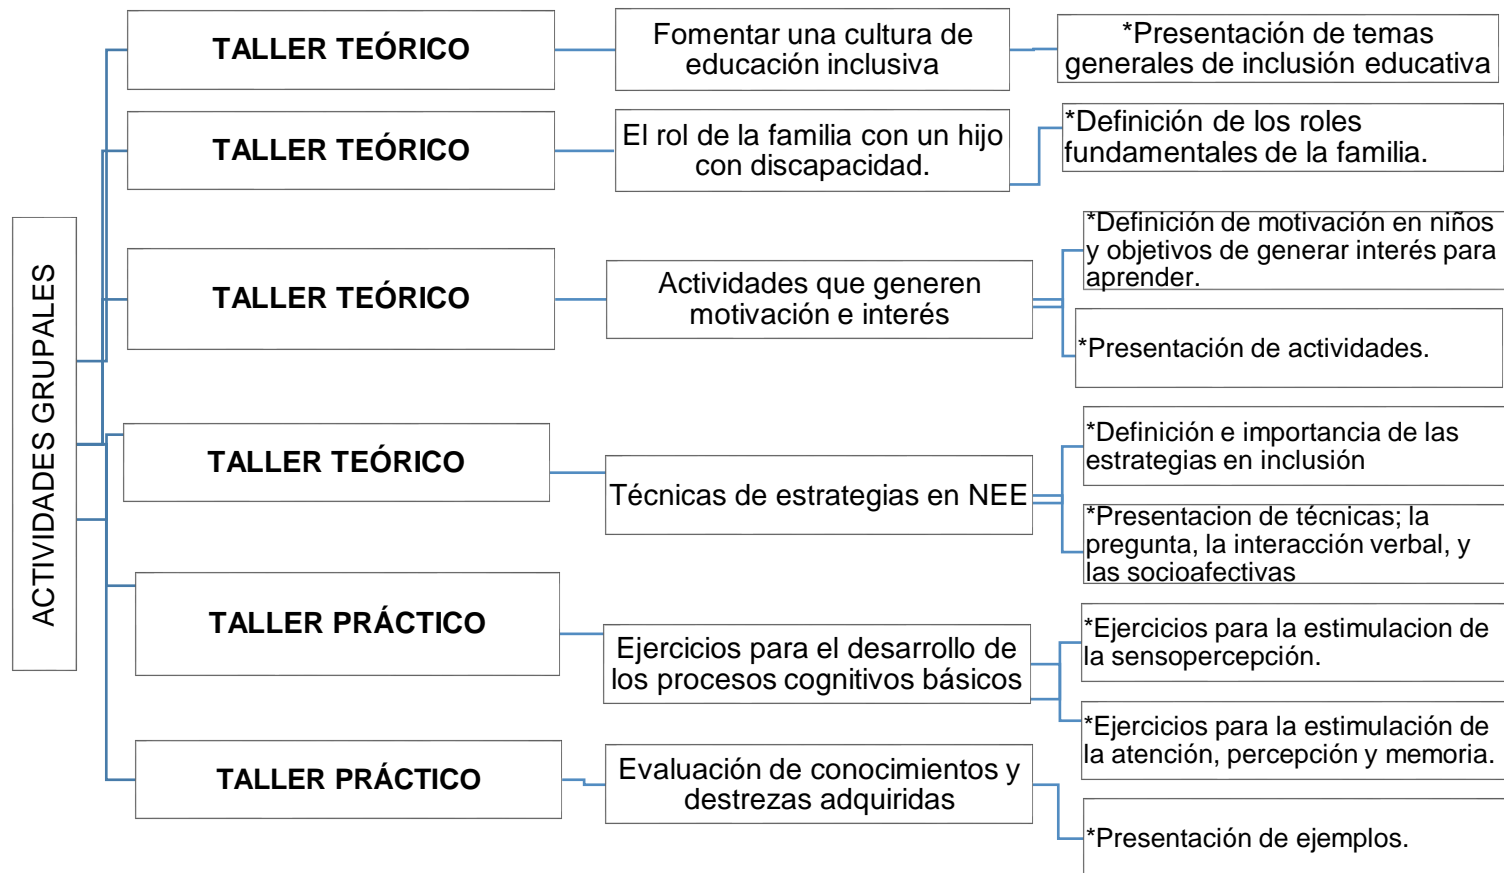 ACTIVIDADES GRUPALES
TALLER TEÓRICO
Fomentar una cultura de
educación inclusiva
*Presentación de temas
generales de inclusión educativa
TALLER TEÓRICO
El rol de la familia con un hijo
con discapacidad.
*Definición de los roles
fundamentales de la familia.
TALLER TEÓRICO
Actividades que generen
motivación e interés
*Definición de motivación en niños
y objetivos de generar interés para
aprender.
*Presentación de actividades.
TALLER TEÓRICO
Técnicas de estrategias en NEE
*Definición e importancia de las
estrategias en inclusión
*Presentacion de técnicas; la
pregunta, la interacción verbal, y
las socioafectivas
TALLER PRÁCTICO
Ejercicios para el desarrollo de
los procesos cognitivos básicos
*Ejercicios para la estimulacion de
la sensopercepción.
*Ejercicios para la estimulación de
la atención, percepción y memoria.
TALLER PRÁCTICO
Evaluación de conocimientos y
destrezas adquiridas
*Presentación de ejemplos.